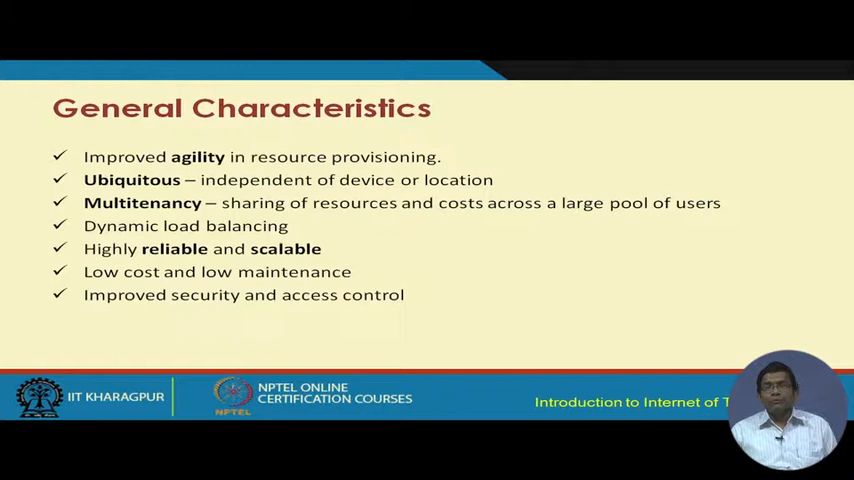 General Characteristics
✓ Improved agility in resource provisioning.
✓ Ubiquitous – independent of device or location
✓ Multitenancy – sharing of resources and costs across a large pool of users
✓ Dynamic load balancing
✓ Highly reliable and scalable
✓ Low cost and low maintenance
✓ Improved security and access control
IIT KHARAGPUR
NPTEL
NPTEL ONLINE
CERTIFICATION COURSES
Introduction to Internet of T